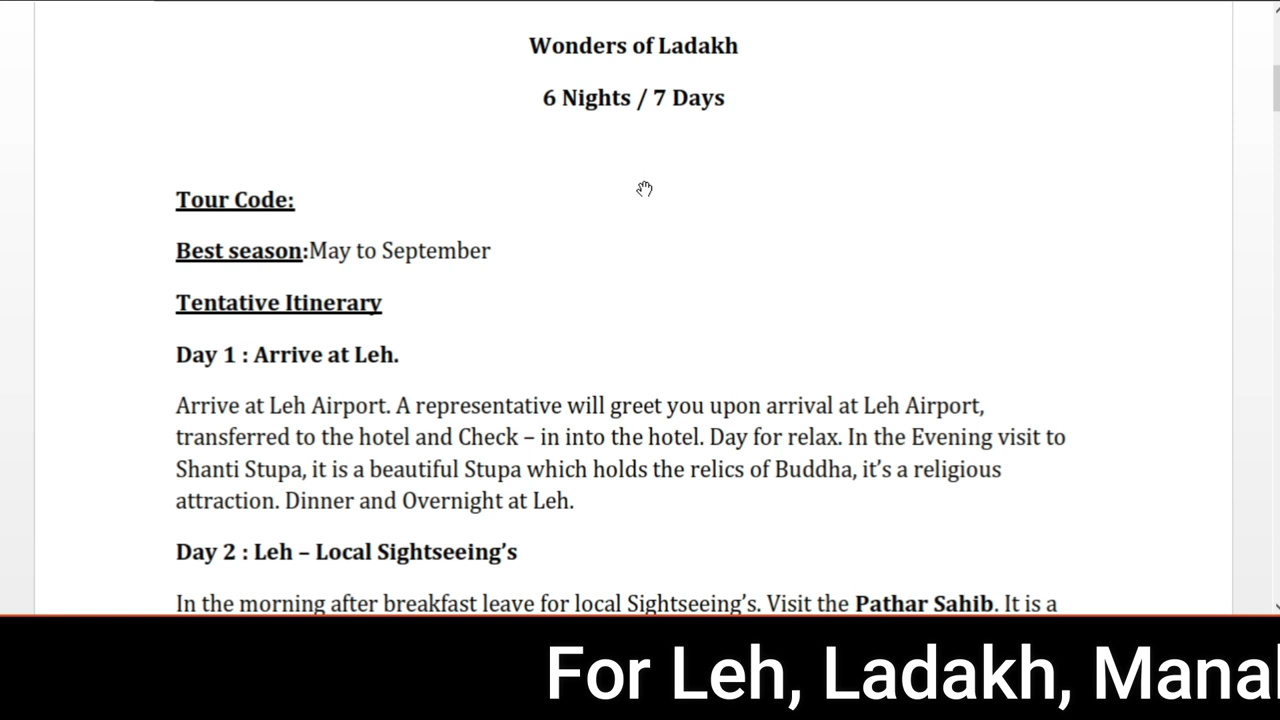 Wonders of Ladakh
6 Nights / 7 Days
Tour Code:
Best season:May to September
Tentative Itinerary
Day 1 : Arrive at Leh.
Arrive at Leh Airport. A representative will greet you upon arrival at Leh Airport,
transferred to the hotel and Check – in into the hotel. Day for relax. In the Evening visit to
Shanti Stupa, it is a beautiful Stupa which holds the relics of Buddha, it’s a religious
attraction. Dinner and Overnight at Leh.
Day 2 : Leh – Local Sightseeing’s
In the morning after breakfast leave for local Sightseeing’s. Visit the Pathar Sahib. It is a
For Leh, Ladakh, Manal